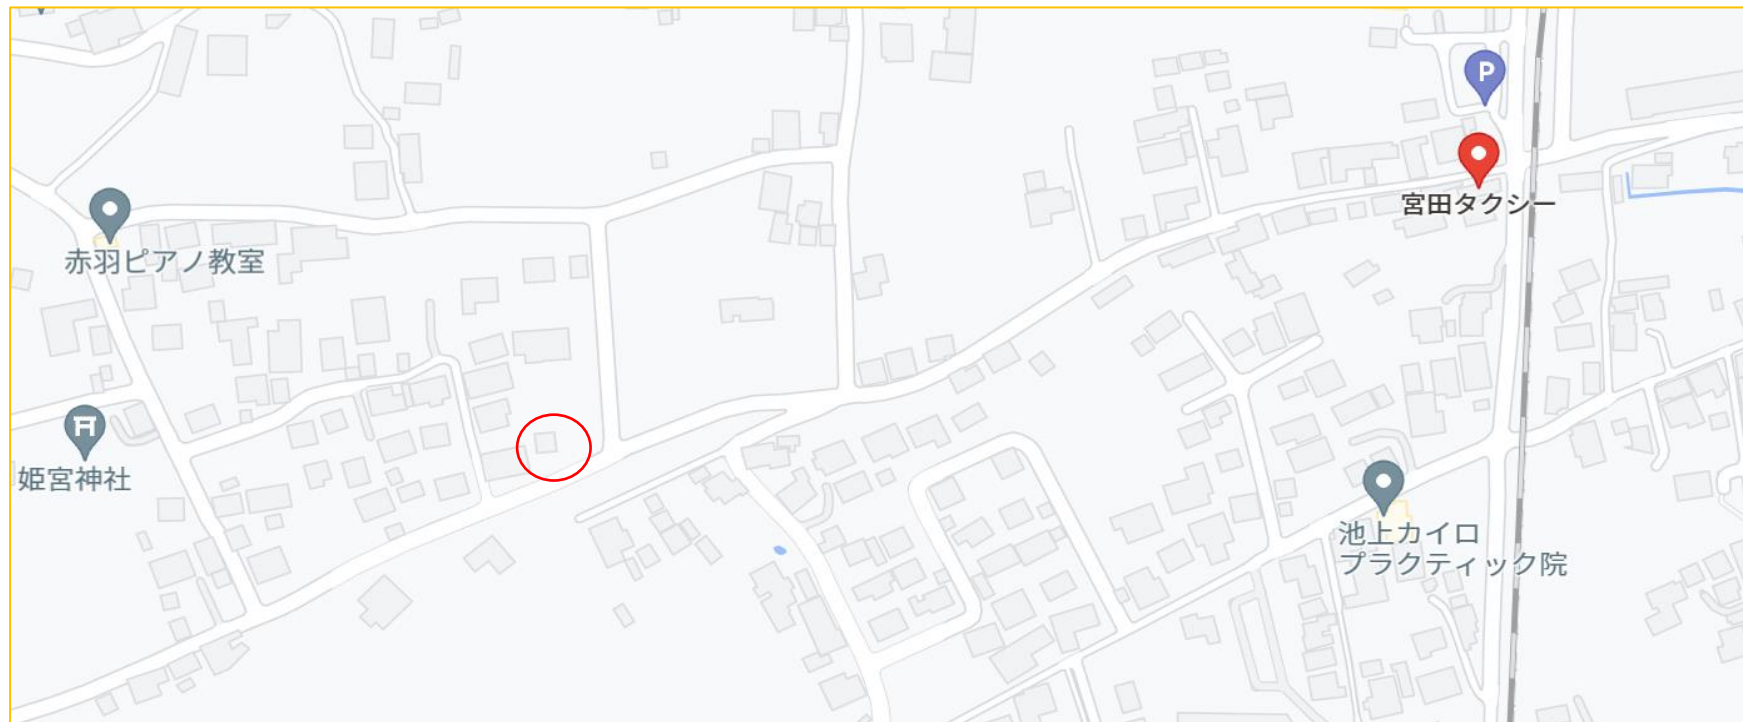 P
宮田タクシー
赤羽ピアノ教室
姫宮神社
池上カイロ
プラクティック院